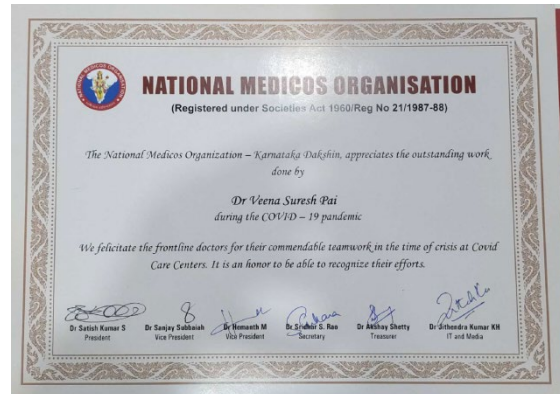 NATIONAL MEDICOS ORGANISATION
(Registered under Societies Act 1960/Reg No 21/1987-88)
The National Medicos Organization – Karnataka Dakshin, appreciates the outstanding work
done by
Dr Veena Suresh Pai
during the COVID – 19 pandemic
We felicitate the frontline doctors for their commendable teamwork in the time of crisis at Covid
Care Centers. It is an honor to be able to recognize their efforts.
Dr Satish Kumar S Dr Sanjay Subbaiah Dr Hemanth M Dr Sridhar S. Rao Dr Akshay Shetty Dr Jithendra Kumar KH
President Vice President Vice President Secretary Treasurer IT and Media